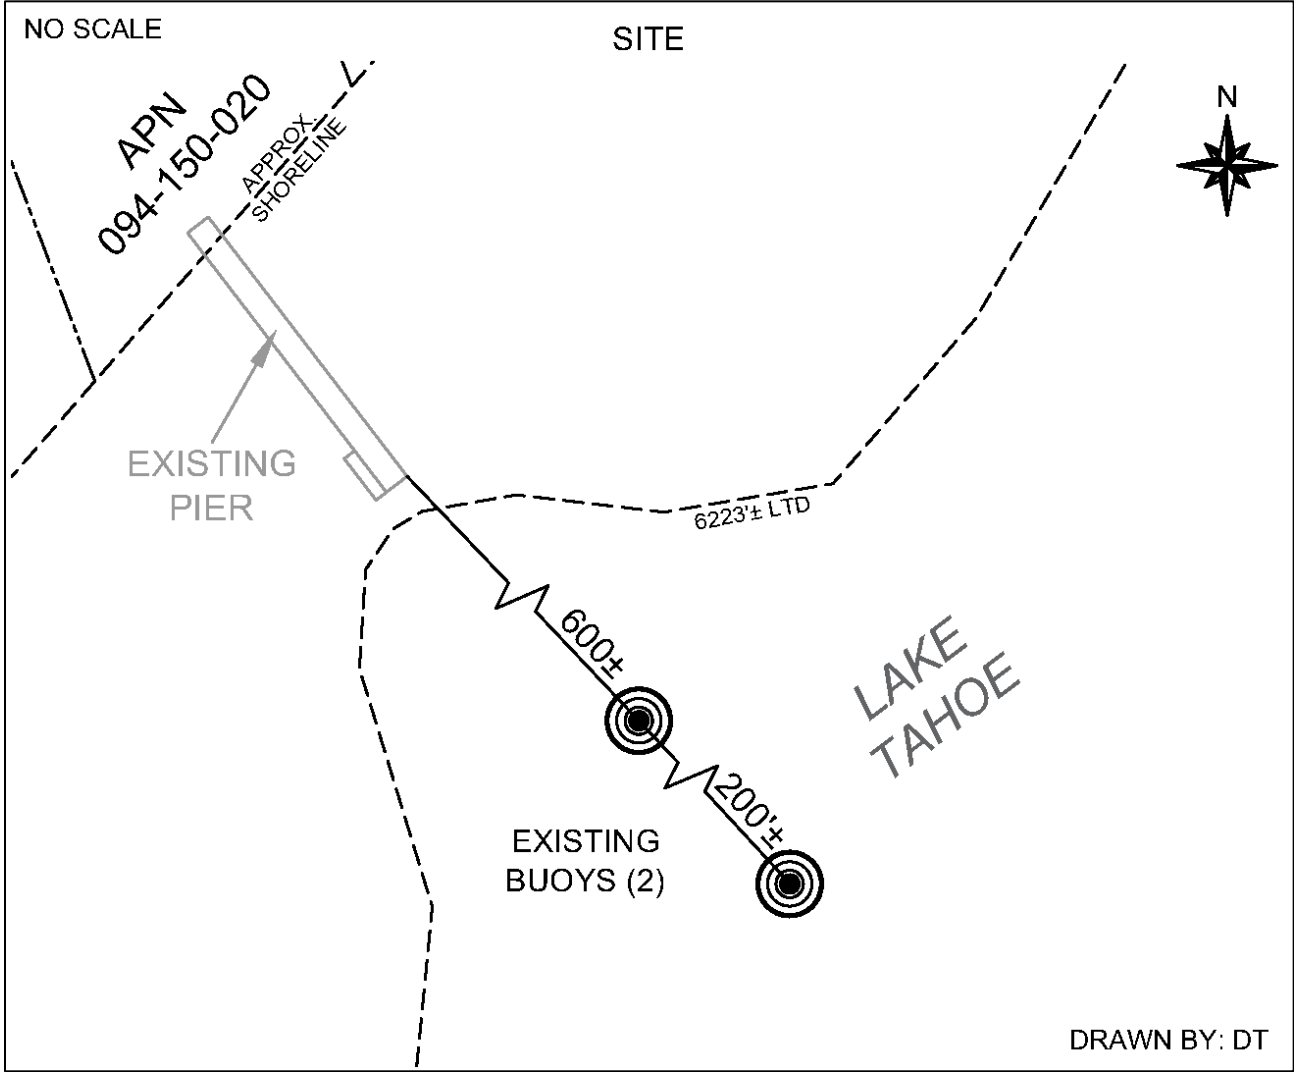 NO SCALE
SITE
N
APN
094-150-020
APPROX.
SHORELINE
EXISTING
PIER
6223'± LTD
600±
LAKE
TAHOE
200'±
EXISTING
BUOYS (2)
DRAWN BY: DT